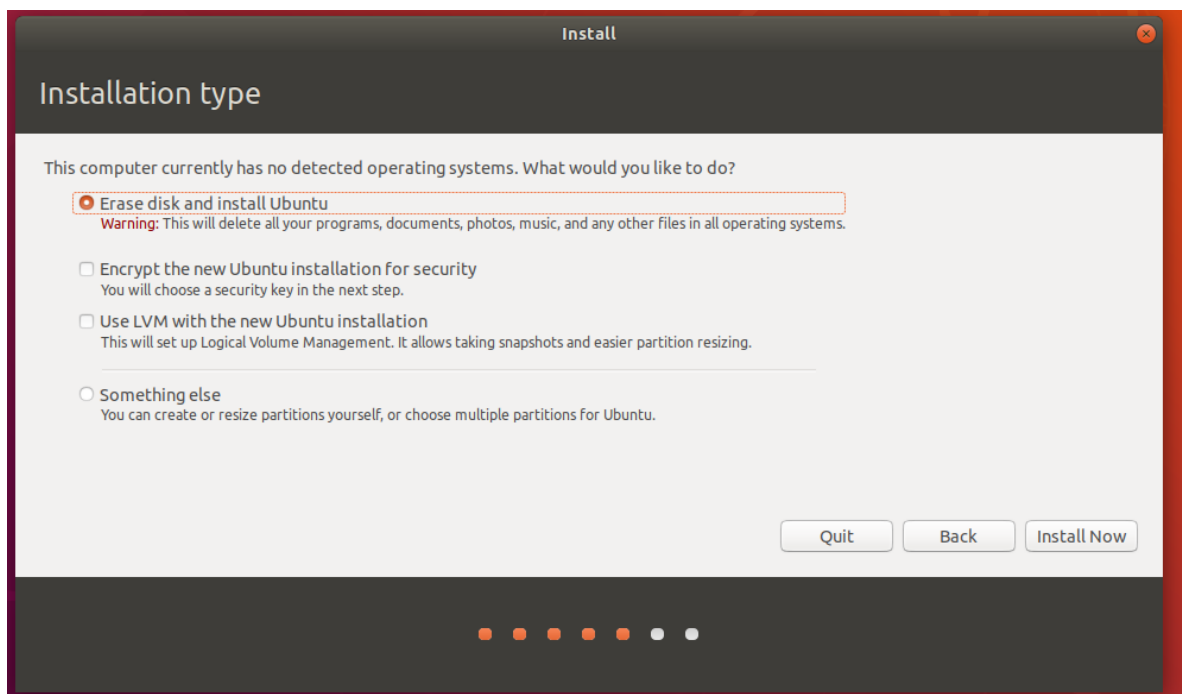 Install
Installation type
This computer currently has no detected operating systems. What would you like to do?
Erase disk and install Ubuntu
Warning: This will delete all your programs, documents, photos, music, and any other files in all operating systems.
Encrypt the new Ubuntu installation for security
You will choose a security key in the next step.
Use LVM with the new Ubuntu installation
This will set up Logical Volume Management. It allows taking snapshots and easier partition resizing.
Something else
You can create or resize partitions yourself, or choose multiple partitions for Ubuntu.
Quit Back Install Now